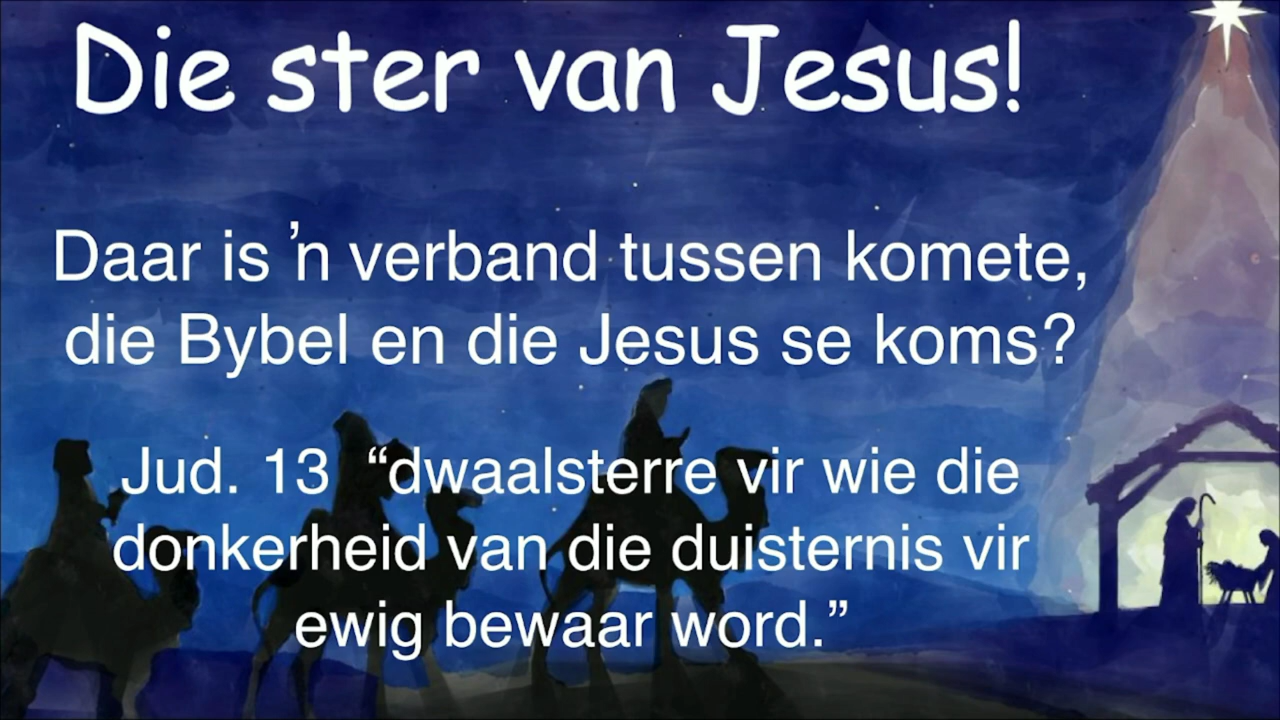 Die ster van Jesus!
Daar is 'n verband tussen komete,
die Bybel en die Jesus se koms?
Jud. 13 “dwaalsterre vir wie die
donkerheid van die duisternis vir
ewig bewaar word.”